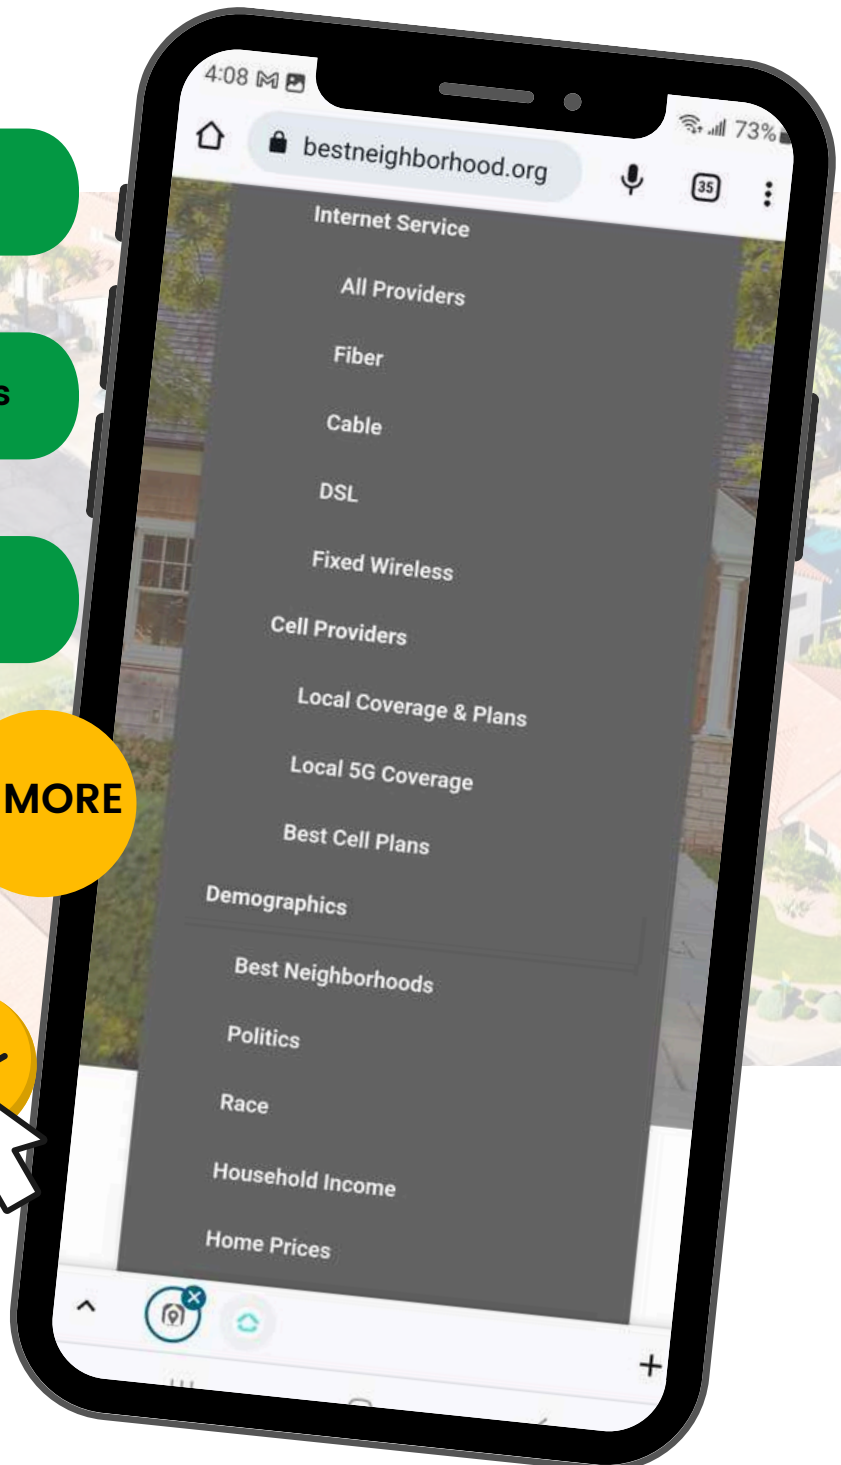 4:08
73%
bestneighborhood.org
35
Internet Service
All Providers
Fiber
Cable
s
DSL
Fixed Wireless
Cell Providers
Local Coverage & Plans
MORE
Local 5G Coverage
Best Cell Plans
Demographics
Best Neighborhoods
Politics
Race
Household Income
Home Prices